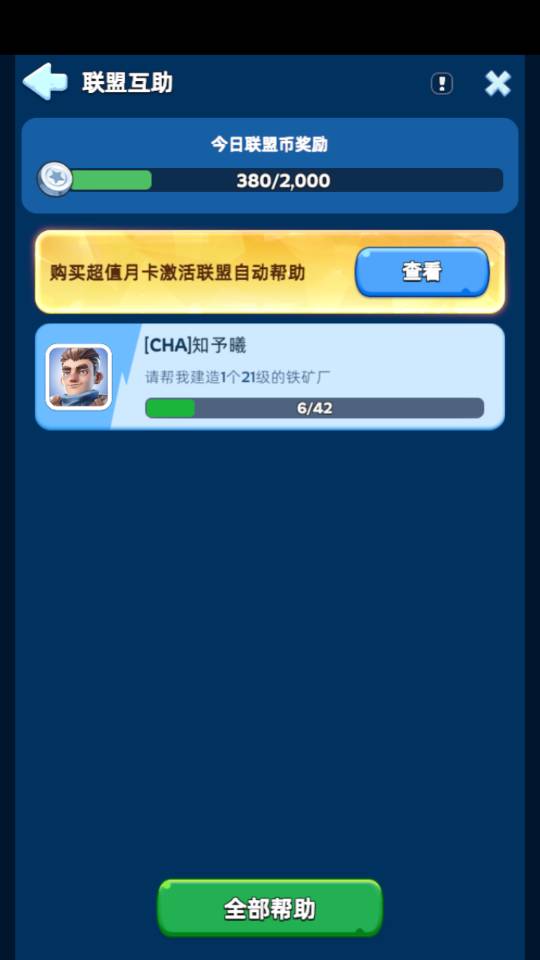 联盟互助
今日联盟币奖励
380/2,000
购买超值月卡激活联盟自动帮助
查看
[CHA]知予曦
请帮我建造1个21级的铁矿厂
6/42
全部帮助